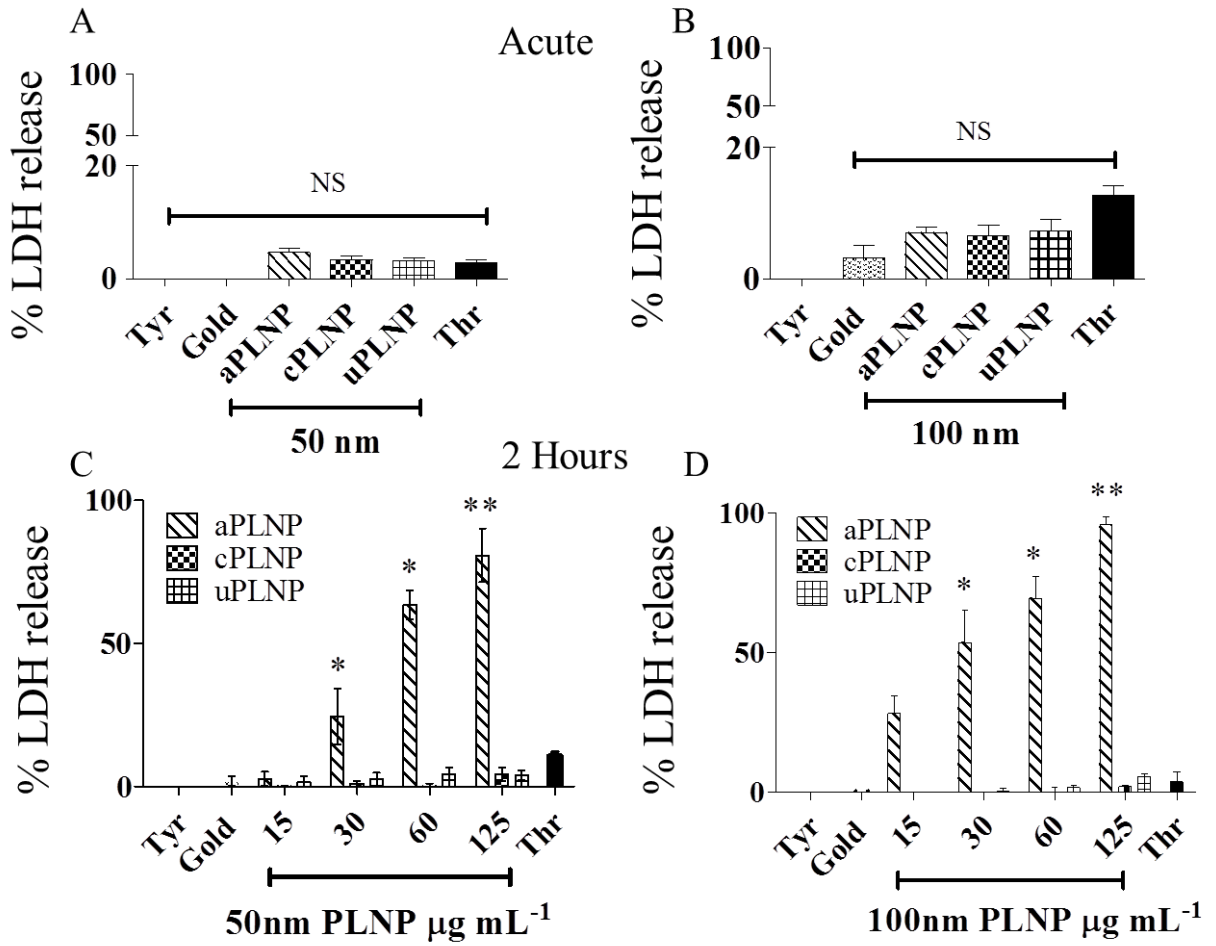 A
Acute
B
% LDH release
100
50
20
0
NS
Tyr
Gold
aPLNP
cPLNP
uPLNP
Thr
50 nm
% LDH release
100
50
20
0
NS
Tyr
Gold
aPLNP
cPLNP
uPLNP
Thr
100 nm
C
2 Hours
D
% LDH release
100
50
0
aPLNP
cPLNP
uPLNP
*
*
**
Tyr
Gold
15
30
60
125
Thr
50nm PLNP µg mL⁻¹
% LDH release
100
50
0
aPLNP
cPLNP
uPLNP
*
*
**
Tyr
Gold
15
30
60
125
Thr
100nm PLNP µg mL⁻¹